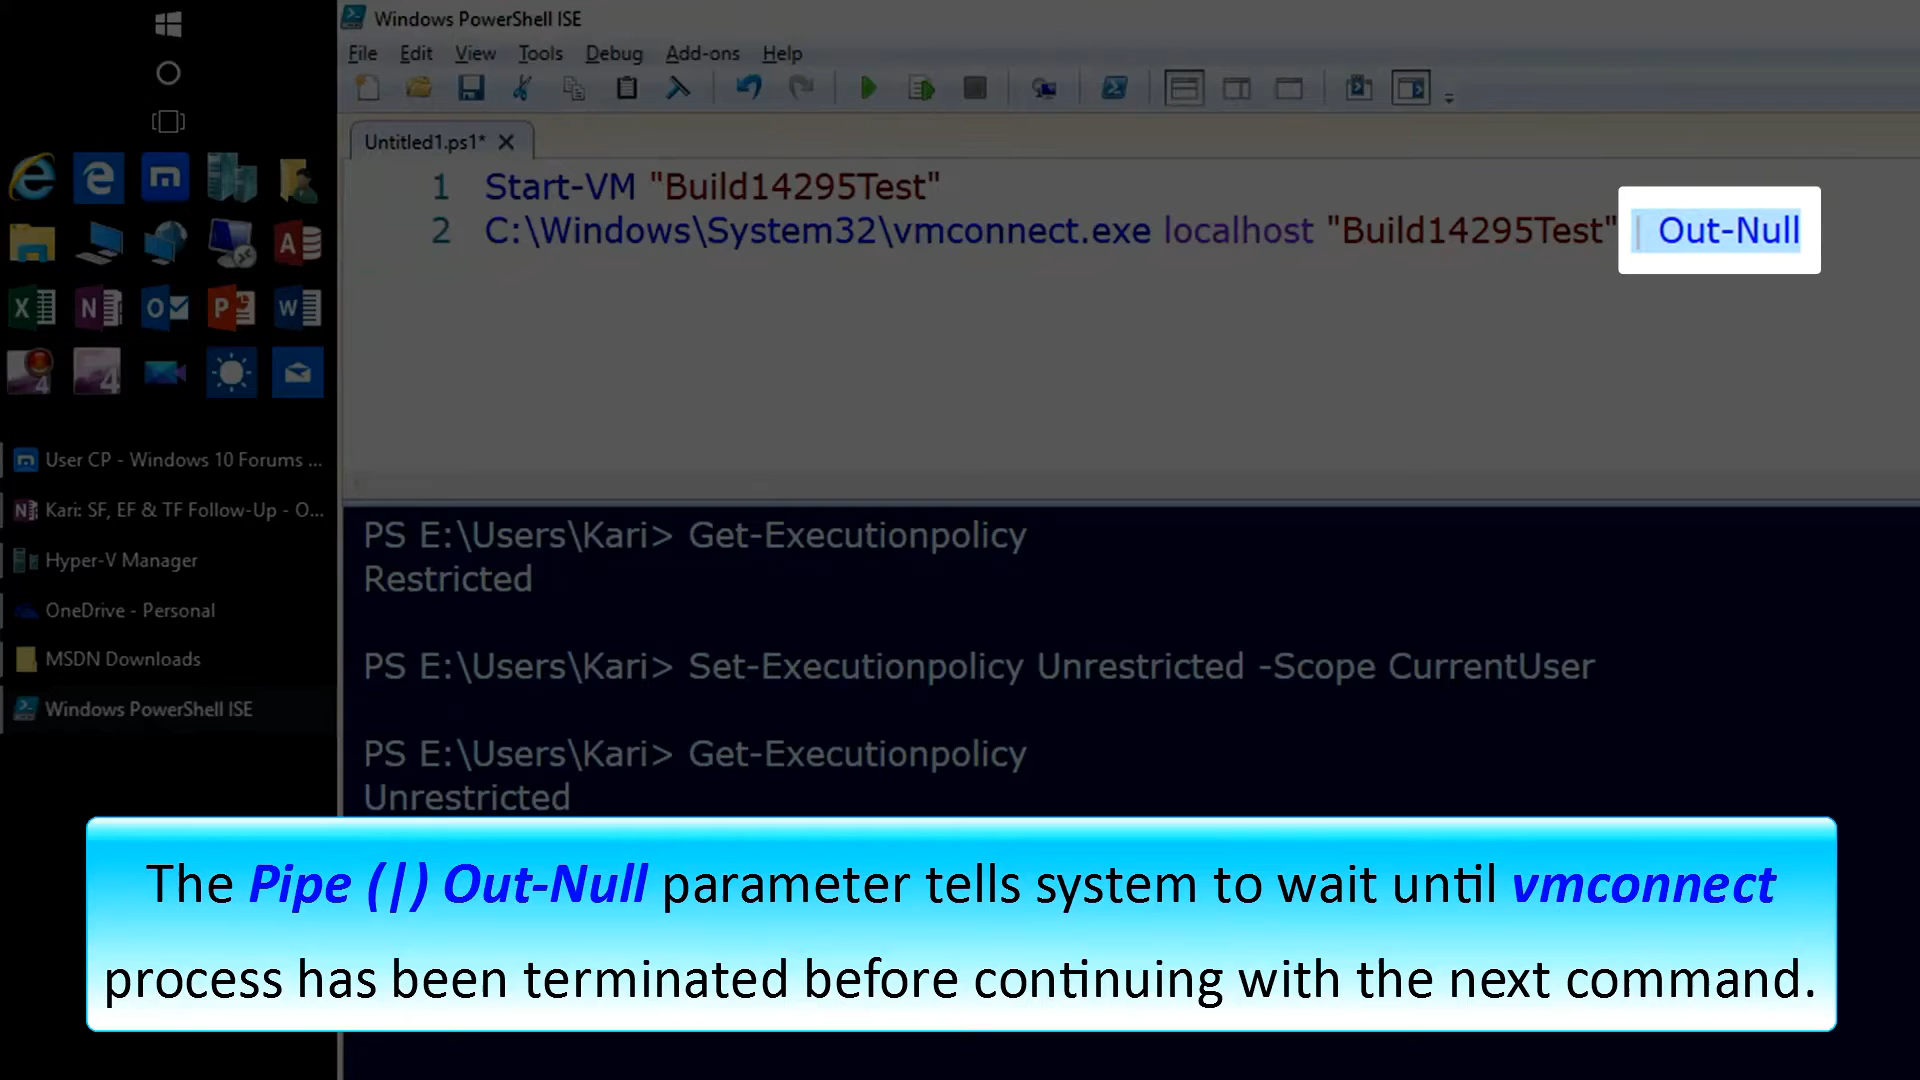 Windows PowerShell ISE
File Edit View Tools Debug Add-ons Help
Untitled1.ps1*
1 Start-VM "Build14295Test"
2 C:\Windows\System32\vmconnect.exe localhost "Build14295Test" | Out-Null
User CP - Windows 10 Forums ...
Kari: SF, EF & TF Follow-Up - O...
Hyper-V Manager
OneDrive - Personal
MSDN Downloads
Windows PowerShell ISE
PS E:\Users\Kari> Get-Executionpolicy
Restricted
PS E:\Users\Kari> Set-Executionpolicy Unrestricted -Scope CurrentUser
PS E:\Users\Kari> Get-Executionpolicy
Unrestricted
The Pipe (|) Out-Null parameter tells system to wait until vmconnect
process has been terminated before continuing with the next command.